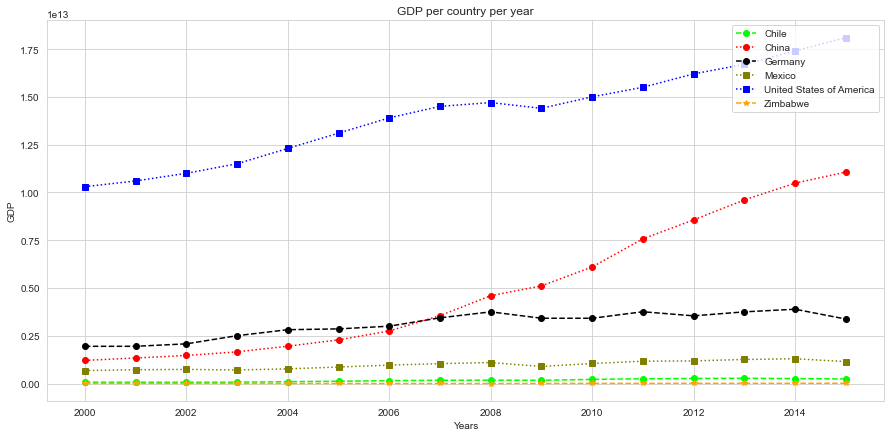 GDP per country per year
1e13
1.75
1.50
1.25
1.00
0.75
0.50
0.25
0.00
GDP
Chile
China
Germany
Mexico
United States of America
Zimbabwe
2000 2002 2004 2006 2008 2010 2012 2014
Years